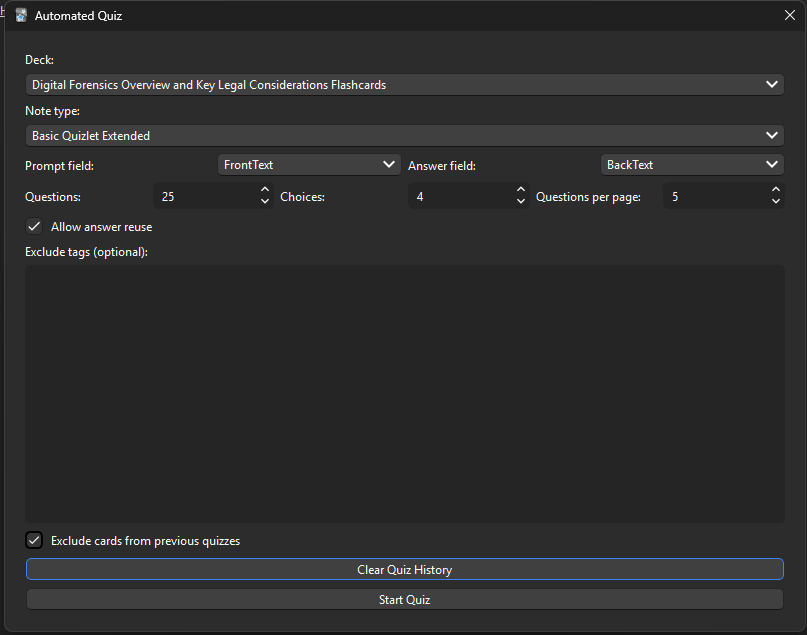 Automated Quiz
Deck:
Digital Forensics Overview and Key Legal Considerations Flashcards
Note type:
Basic Quizlet Extended
Prompt field: FrontText Answer field: BackText
Questions: 25 Choices: 4 Questions per page: 5
Allow answer reuse
Exclude tags (optional):
Exclude cards from previous quizzes
Clear Quiz History
Start Quiz